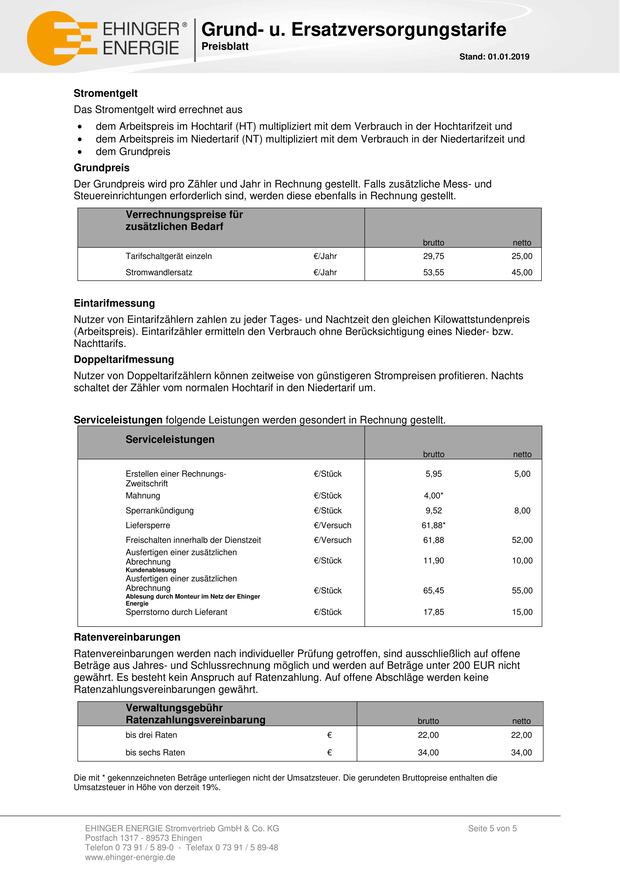 EHINGER®
ENERGIE
Grund- u. Ersatzversorgungstarife
Preisblatt
Stand: 01.01.2019
Stromentgelt
Das Stromentgelt wird errechnet aus
• dem Arbeitspreis im Hochtarif (HT) multipliziert mit dem Verbrauch in der Hochtarifzeit und
• dem Arbeitspreis im Niedertarif (NT) multipliziert mit dem Verbrauch in der Niedertarifzeit und
• dem Grundpreis
Grundpreis
Der Grundpreis wird pro Zähler und Jahr in Rechnung gestellt. Falls zusätzliche Mess- und
Steuereinrichtungen erforderlich sind, werden diese ebenfalls in Rechnung gestellt.
Verrechnungspreise für
zusätzlichen Bedarf
brutto netto
Tarifschaltgerät einzeln €/Jahr 29,75 25,00
Stromwandlersatz €/Jahr 53,55 45,00
Eintarifmessung
Nutzer von Eintarifzählern zahlen zu jeder Tages- und Nachtzeit den gleichen Kilowattstundenpreis
(Arbeitspreis). Eintarifzähler ermitteln den Verbrauch ohne Berücksichtigung eines Nieder- bzw.
Nachttarifs.
Doppeltarifmessung
Nutzer von Doppeltarifzählern können zeitweise von günstigeren Strompreisen profitieren. Nachts
schaltet der Zähler vom normalen Hochtarif in den Niedertarif um.
Serviceleistungen folgende Leistungen werden gesondert in Rechnung gestellt.
Serviceleistungen
brutto netto
Erstellen einer Rechnungs- €/Stück 5,95 5,00
Zweitschrift
Mahnung €/Stück 4,00*
Sperrankündigung €/Stück 9,52 8,00
Liefersperre €/Versuch 61,88*
Freischalten innerhalb der Dienstzeit €/Versuch 61,88 52,00
Ausfertigen einer zusätzlichen
Abrechnung €/Stück 11,90 10,00
Kundenablesung
Ausfertigen einer zusätzlichen
Abrechnung €/Stück 65,45 55,00
Ablesung durch Monteur im Netz der Ehinger
Energie
Sperrstorno durch Lieferant €/Stück 17,85 15,00
Ratenvereinbarungen
Ratenvereinbarungen werden nach individueller Prüfung getroffen, sind ausschließlich auf offene
Beträge aus Jahres- und Schlussrechnung möglich und werden auf Beträge unter 200 EUR nicht
gewährt. Es besteht kein Anspruch auf Ratenzahlung. Auf offene Abschläge werden keine
Ratenzahlungsvereinbarungen gewährt.
Verwaltungsgebühr
Ratenzahlungsvereinbarung brutto netto
bis drei Raten € 22,00 22,00
bis sechs Raten € 34,00 34,00
Die mit * gekennzeichneten Beträge unterliegen nicht der Umsatzsteuer. Die gerundeten Bruttopreise enthalten die
Umsatzsteuer in Höhe von derzeit 19%.
EHINGER ENERGIE Stromvertrieb GmbH & Co. KG Seite 5 von 5
Postfach 1317 - 89573 Ehingen
Telefon 0 73 91 / 5 89-0 - Telefax 0 73 91 / 5 89-48
www.ehinger-energie.de